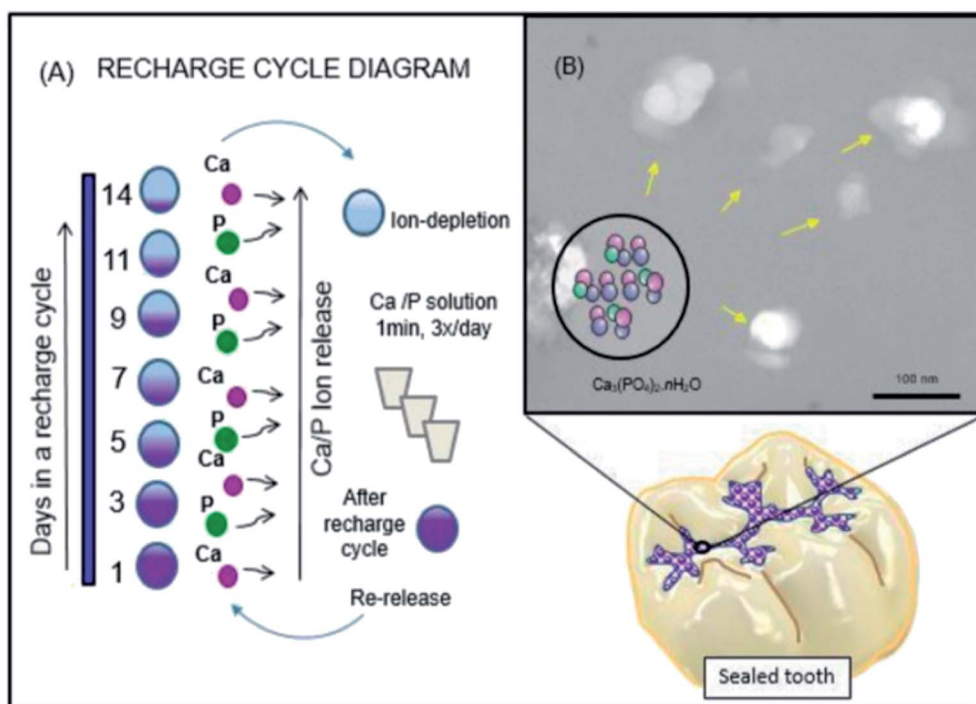 (A) RECHARGE CYCLE DIAGRAM
Days in a recharge cycle
14
11
9
7
5
3
1
Ca
P
Ca
P
Ca
P
Ca
P
Ca
Ca/P Ion release
Ion-depletion
Ca /P solution
1min, 3x/day
After
recharge
cycle
Re-release
(B)
Ca₃(PO₄)₂.nH₂O
100 nm
Sealed tooth